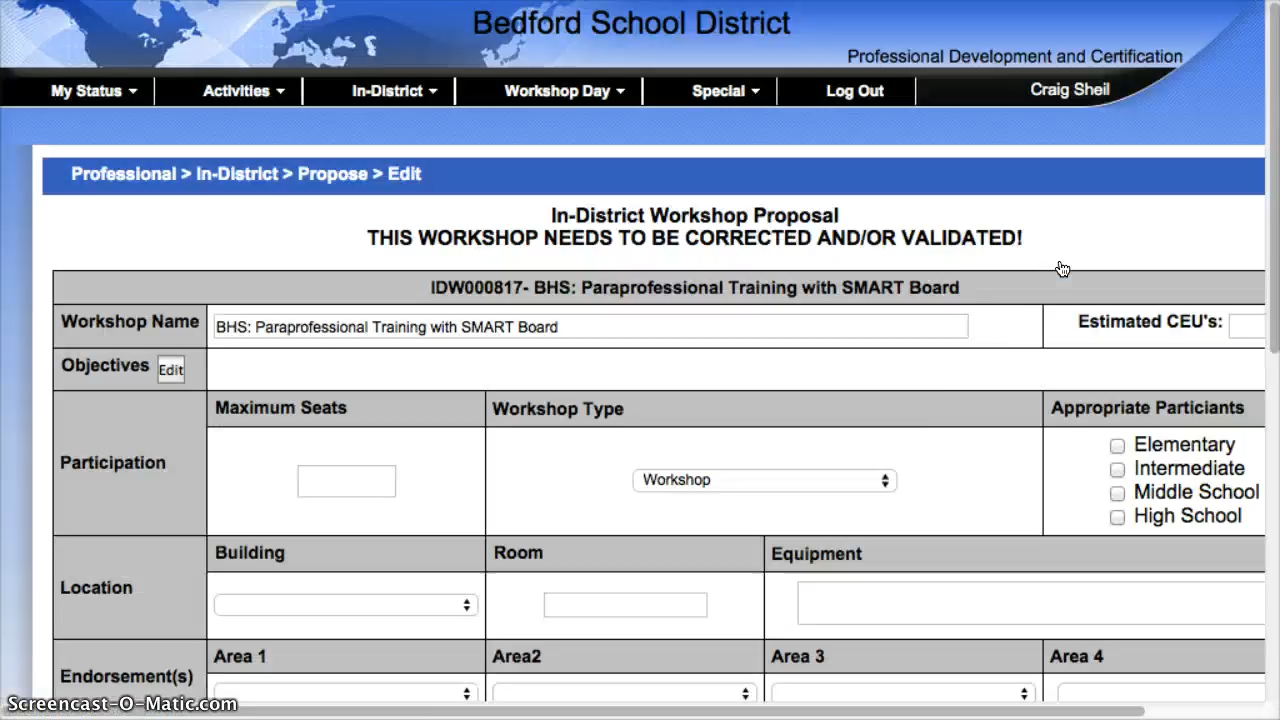 Bedford School District
Professional Development and Certification
My Status Activities In-District Workshop Day Special Log Out Craig Sheil
Professional > In-District > Propose > Edit
In-District Workshop Proposal
THIS WORKSHOP NEEDS TO BE CORRECTED AND/OR VALIDATED!
IDW000817- BHS: Paraprofessional Training with SMART Board
Workshop Name BHS: Paraprofessional Training with SMART Board Estimated CEU's:
Objectives Edit
Maximum Seats Workshop Type Appropriate Particiants
Participation Workshop
Elementary
Intermediate
Middle School
High School
Building Room Equipment
Location
Area 1 Area2 Area 3 Area 4
Endorsement(s)
Screencast-O-Matic.com